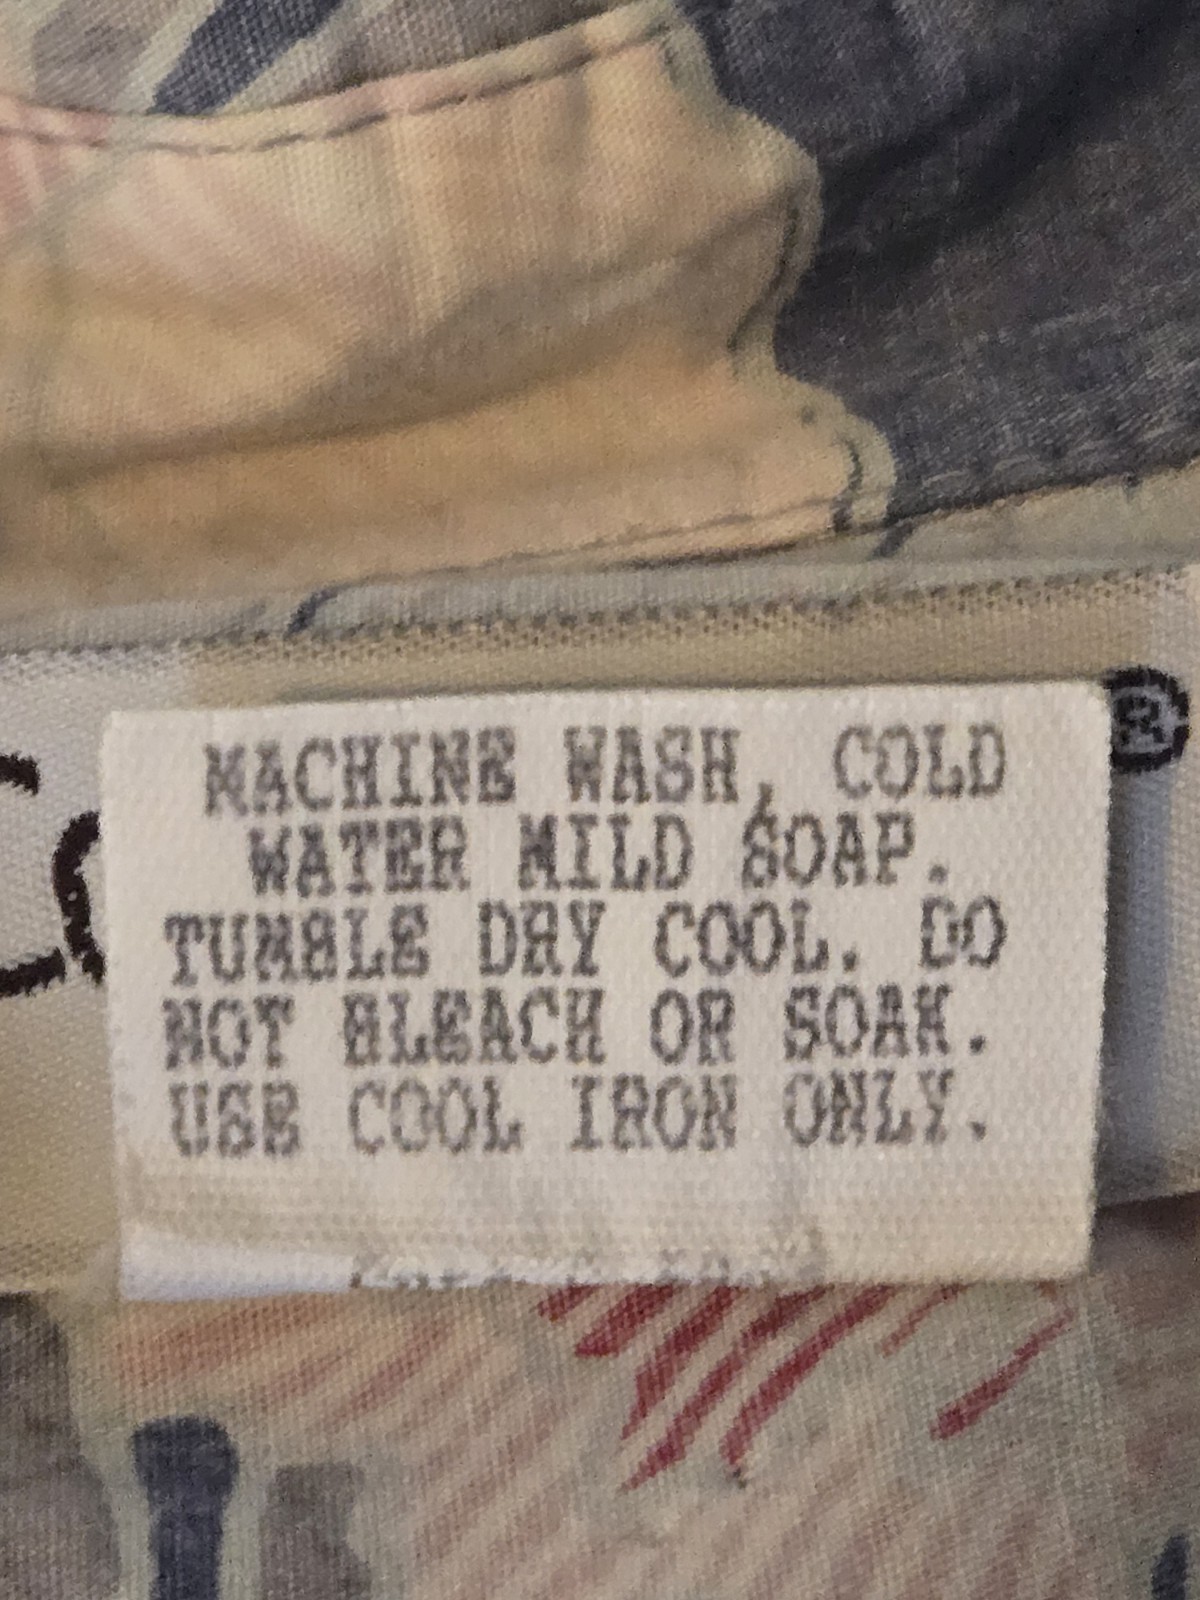 MACHINE WASH, COLD
WATER MILD SOAP.
TUMBLE DRY COOL. DO
NOT BLEACH OR SOAK.
USE COOL IRON ONLY.
®